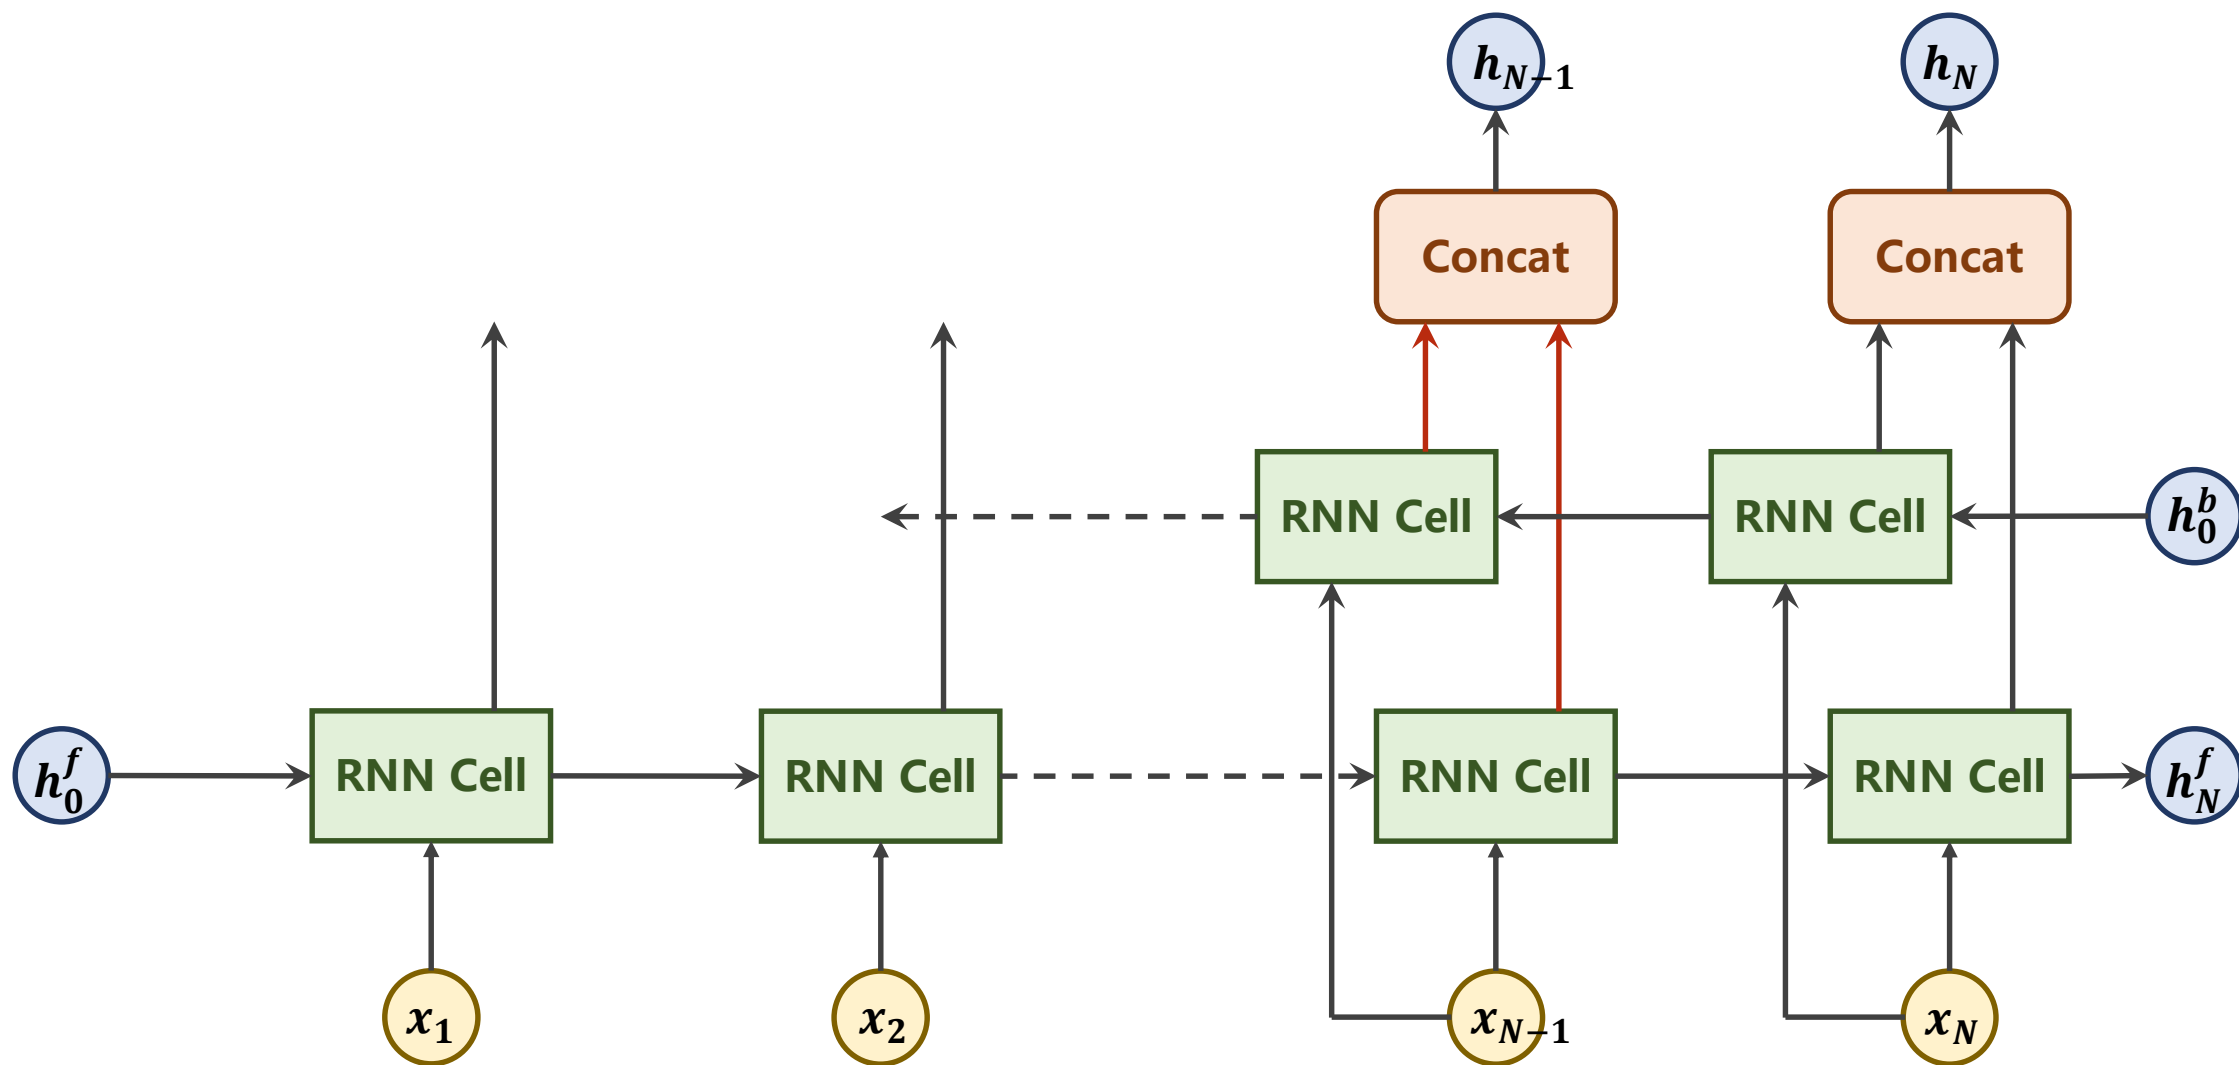 h_{N-1}
h_N
Concat
Concat
RNN Cell
RNN Cell
h_0^b
h_0^f
RNN Cell
RNN Cell
RNN Cell
RNN Cell
h_N^f
x_1
x_2
x_{N-1}
x_N